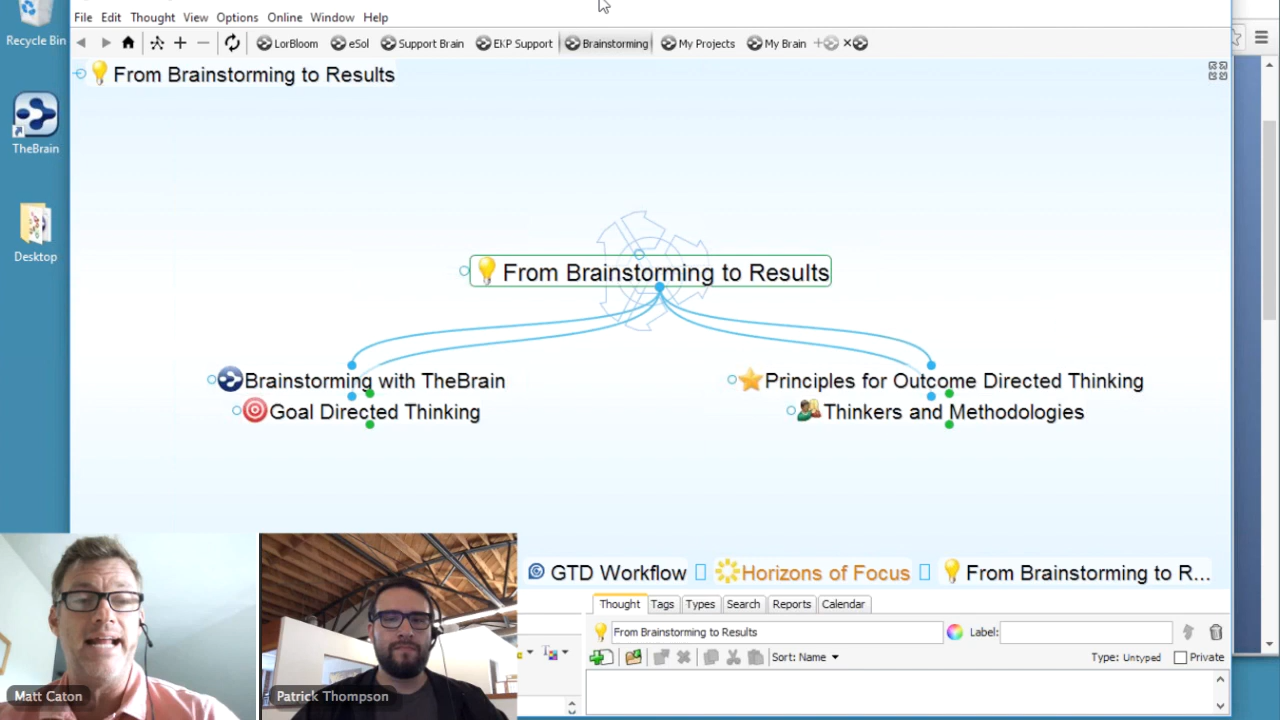 Recycle Bin
TheBrain
Desktop
File Edit Thought View Options Online Window Help
LorBloom eSol Support Brain EKP Support Brainstorming My Projects My Brain
From Brainstorming to Results
From Brainstorming to Results
Brainstorming with TheBrain
Goal Directed Thinking
Principles for Outcome Directed Thinking
Thinkers and Methodologies
GTD Workflow Horizons of Focus From Brainstorming to R...
Thought Tags Types Search Reports Calendar
From Brainstorming to Results Label:
Sort: Name Type: Untyped Private
Matt Caton
Patrick Thompson